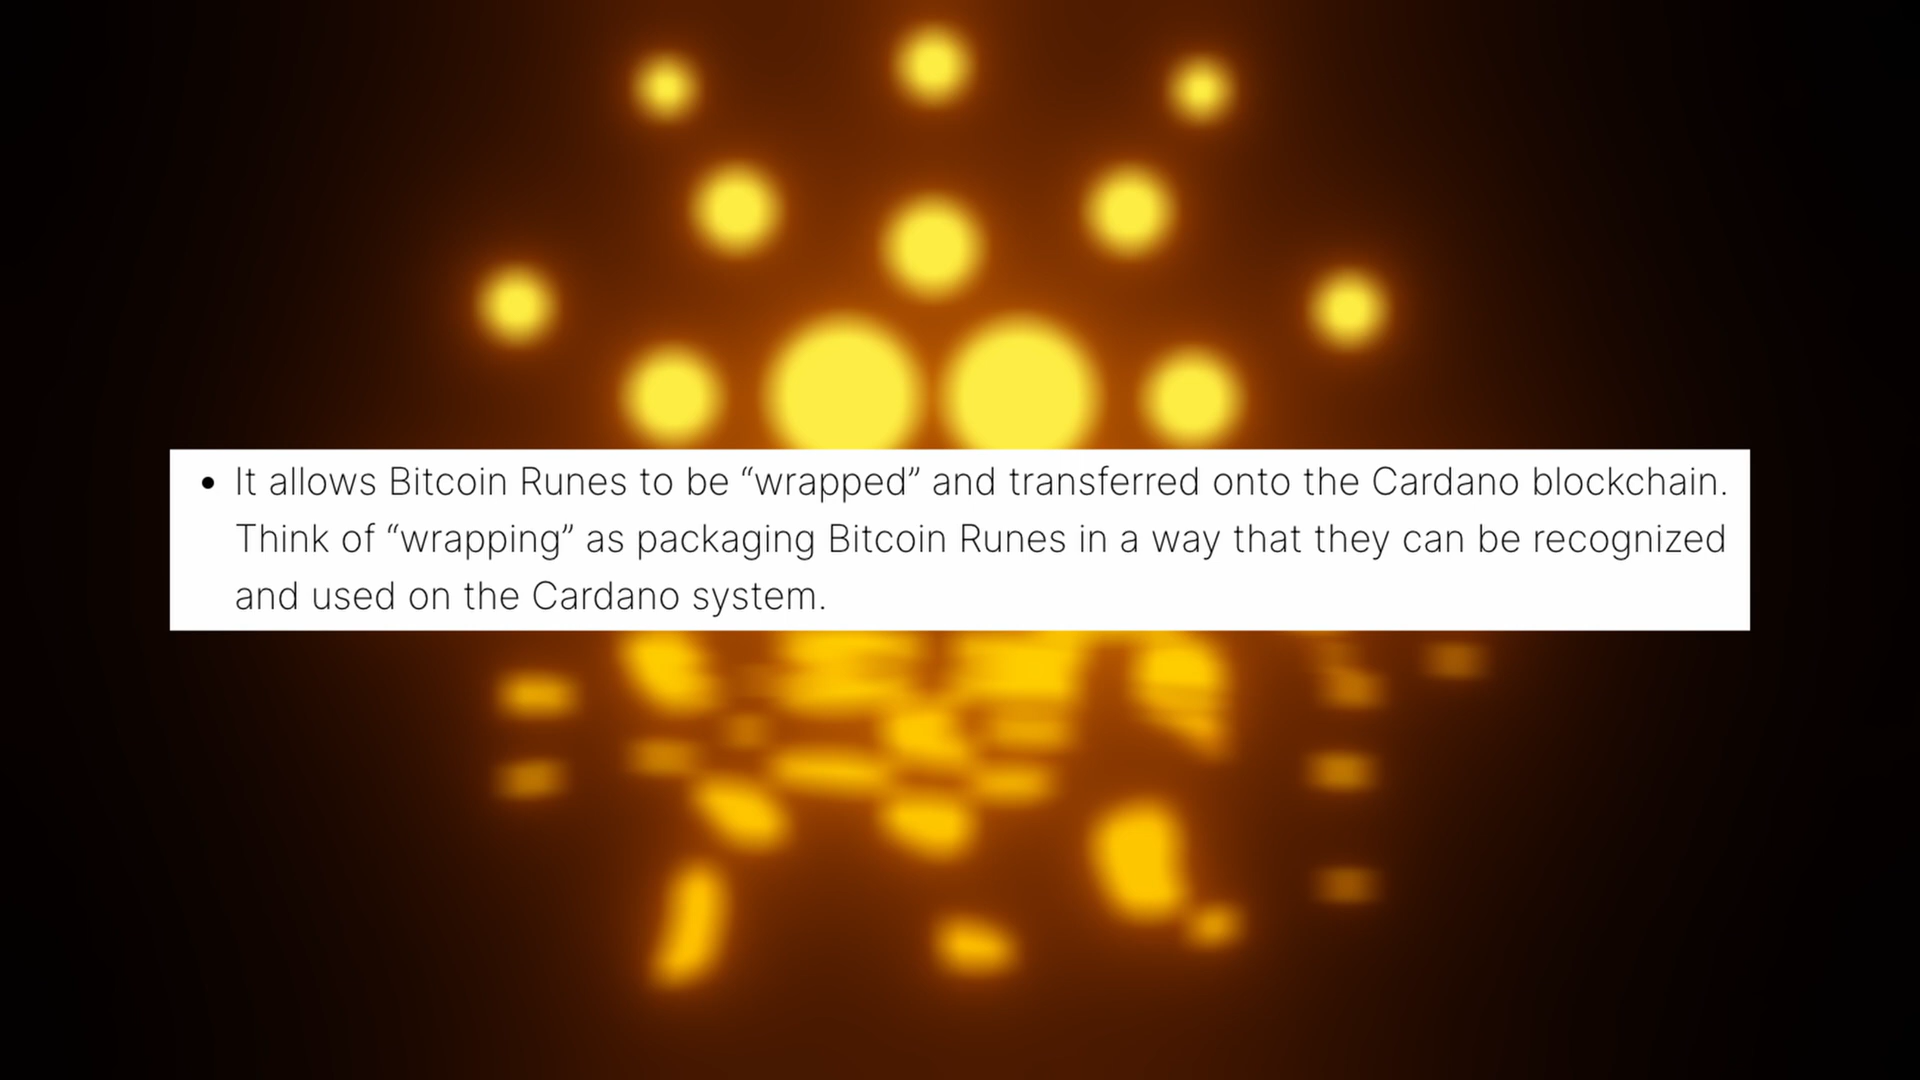 • It allows Bitcoin Runes to be “wrapped” and transferred onto the Cardano blockchain.
Think of “wrapping” as packaging Bitcoin Runes in a way that they can be recognized
and used on the Cardano system.